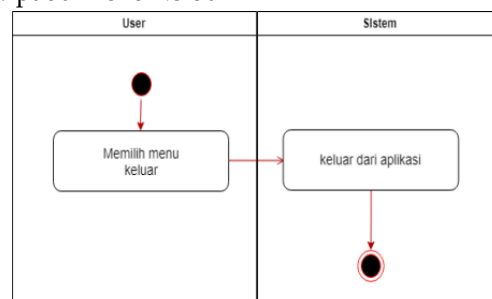 User
Sistem
Memilih menu
keluar
keluar dari aplikasi